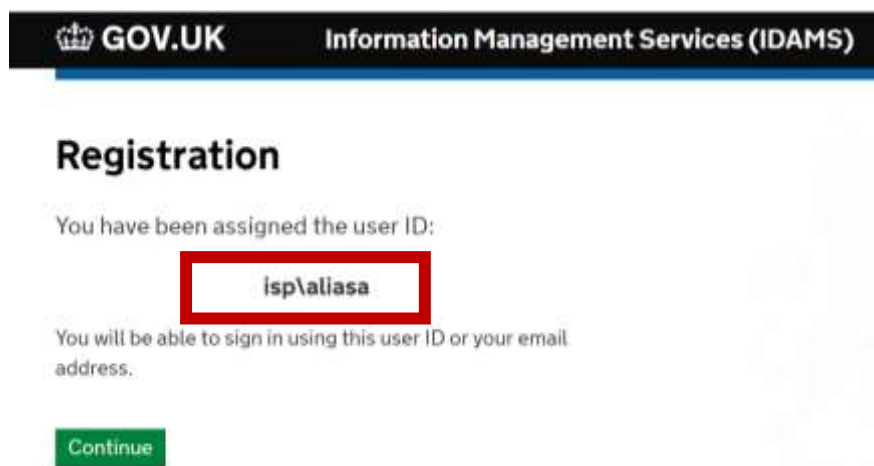 GOV.UK Information Management Services (IDAMS)
Registration
You have been assigned the user ID:
isp\aliasa
You will be able to sign in using this user ID or your email
address.
Continue